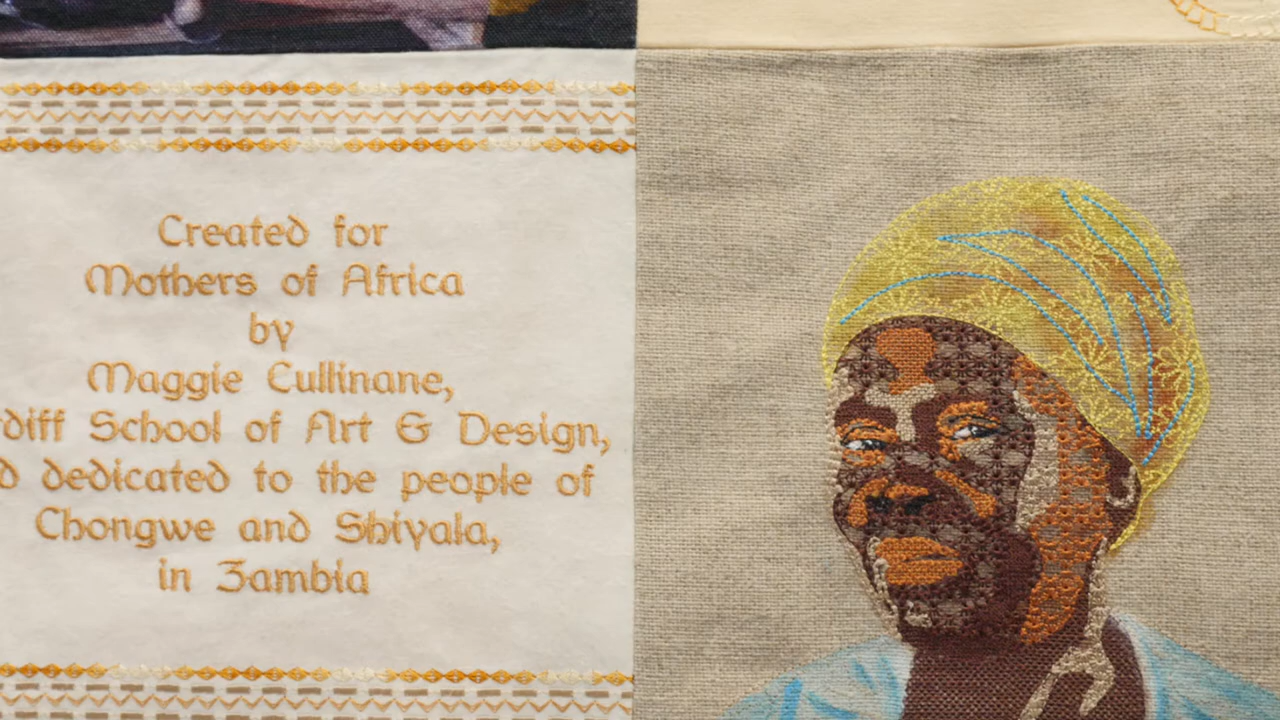 Created for
Mothers of Africa
by
Maggie Cullinane,
diff School of Art & Design,
d dedicated to the people of
Chongwe and Shiyala,
in Zambia